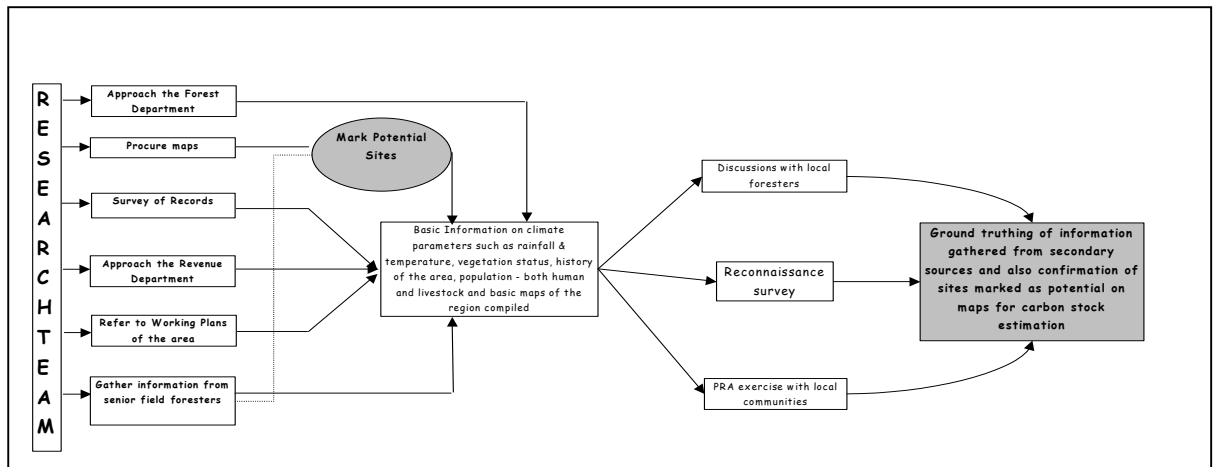 RESEARCHTEAM
Approach the Forest
Department
Procure maps
Survey of Records
Approach the Revenue
Department
Refer to Working Plans
of the area
Gather information from
senior field foresters
Mark Potential
Sites
Basic Information on climate
parameters such as rainfall &
temperature, vegetation status, history
of the area, population - both human
and livestock and basic maps of the
region compiled
Discussions with local
foresters
Reconnaissance
survey
PRA exercise with local
communities
Ground truthing of information
gathered from secondary
sources and also confirmation of
sites marked as potential on
maps for carbon stock
estimation